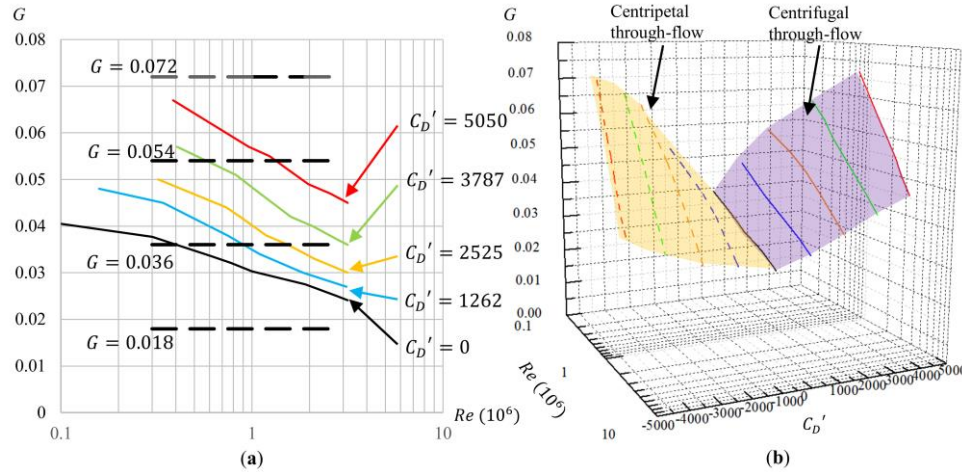 G
0.08
0.07
0.06
0.05
0.04
0.03
0.02
0.01
0
G = 0.072
G = 0.054
G = 0.036
G = 0.018
C_D′ = 5050
C_D′ = 3787
C_D′ = 2525
C_D′ = 1262
C_D′ = 0
Re (10⁶)
0.1
1
10
(a)
G
Centripetal
through-flow
Centrifugal
through-flow
0.08
0.07
0.06
0.05
0.04
0.03
0.02
0.01
0.00
0.1
1
10
Re (10⁶)
-5000
-4000
-3000
-2000
-1000
0
1000
2000
3000
4000
5000
C_D′
(b)